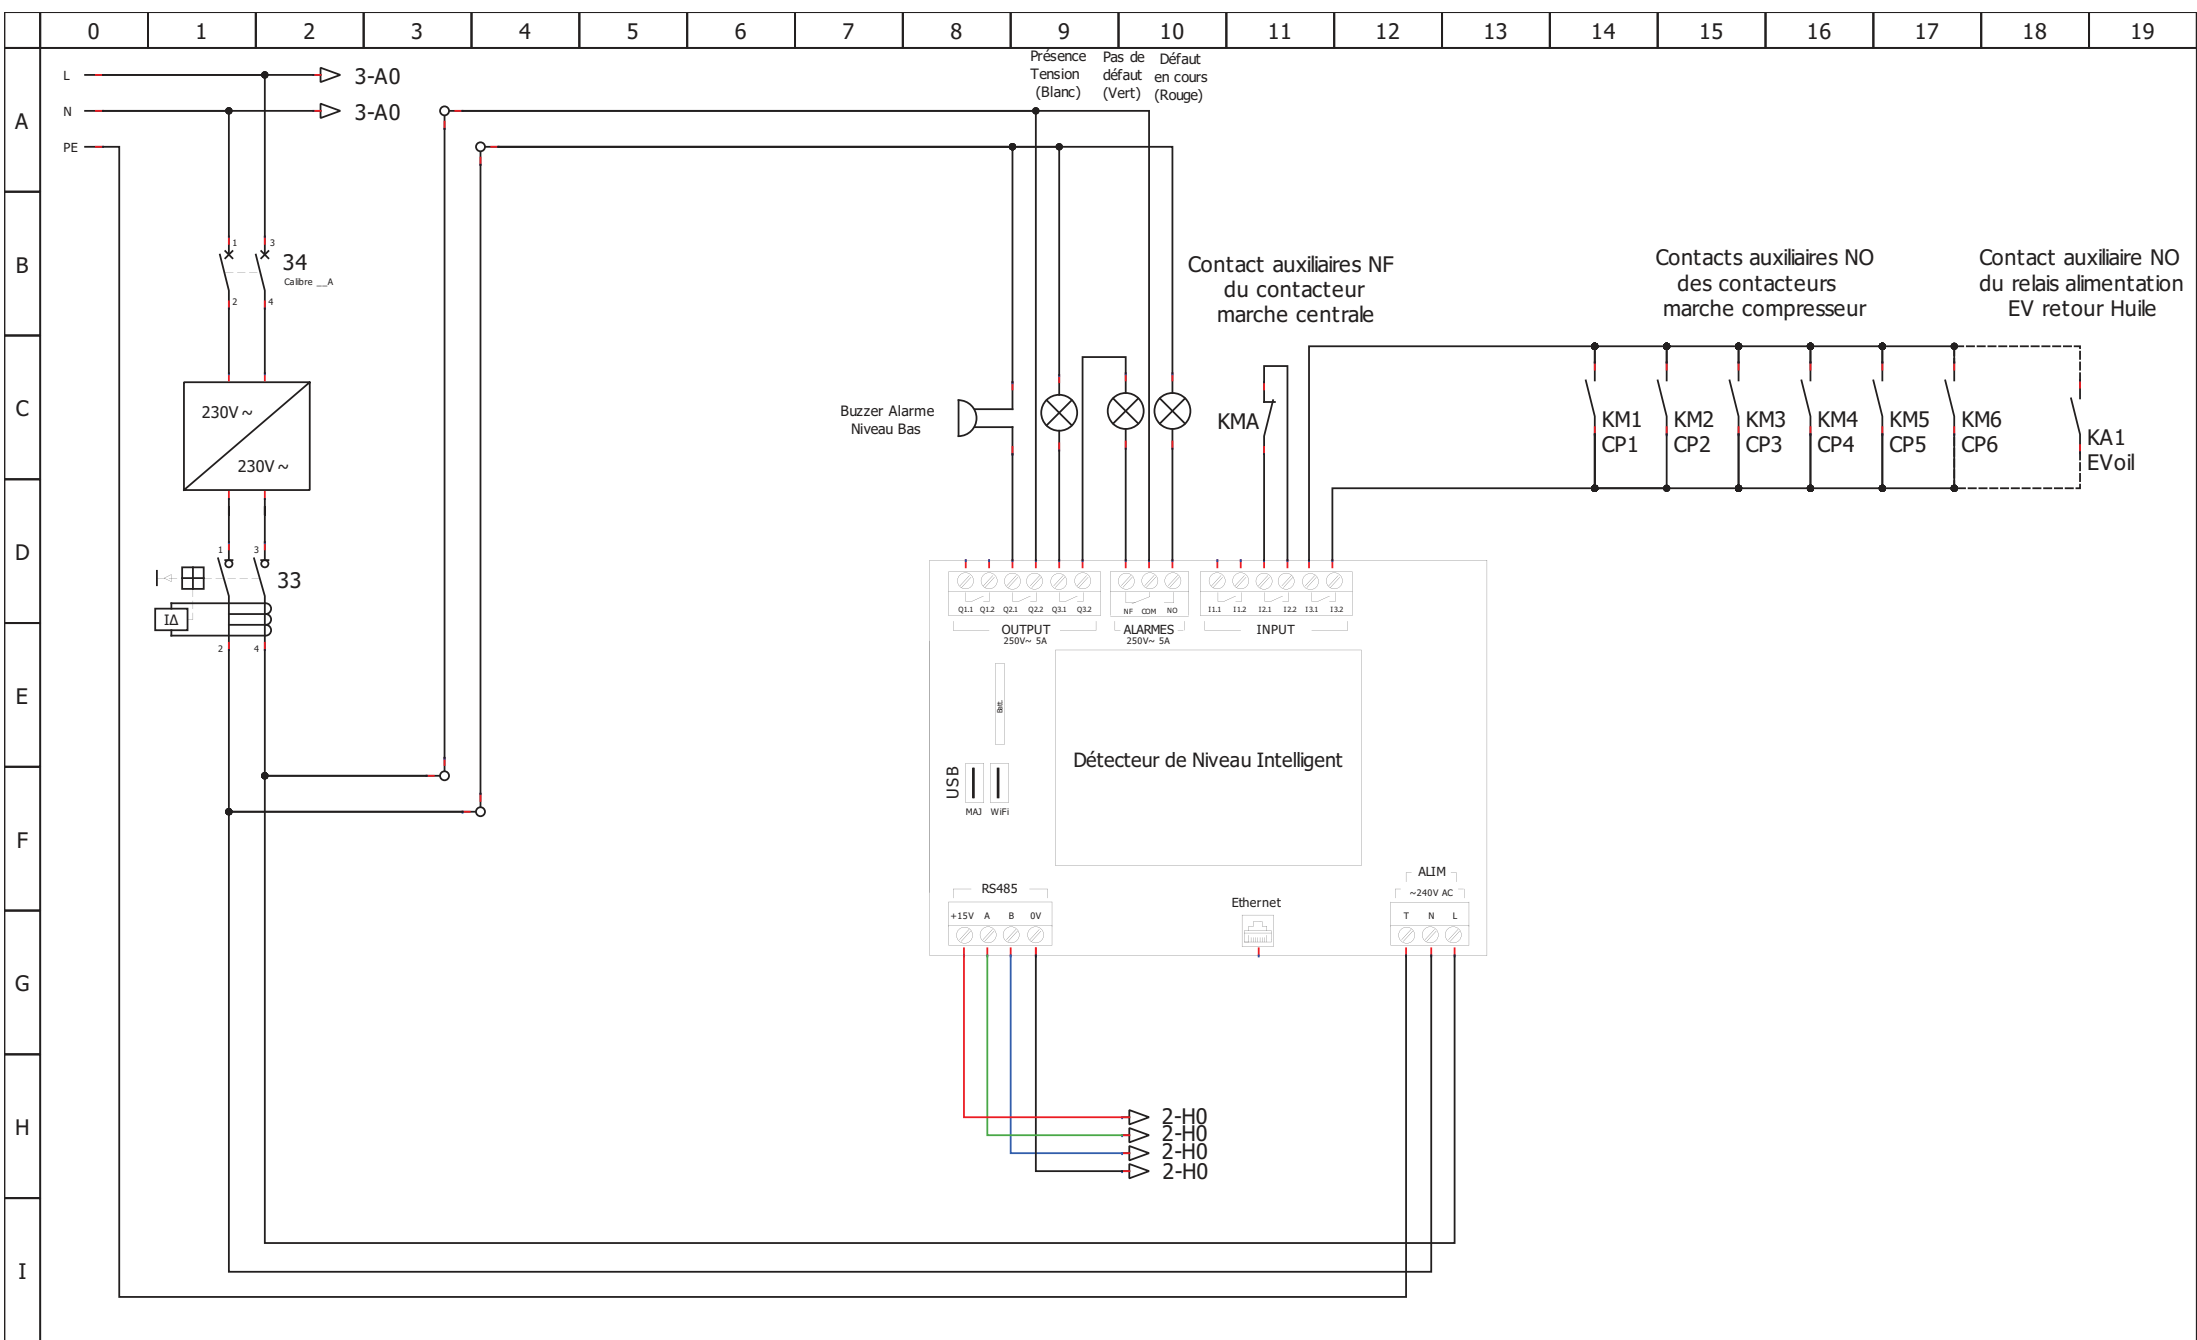 0 1 2 3 4 5 6 7 8 9 10 11 12 13 14 15 16 17 18 19
A
B
C
D
E
F
G
H
I
L
3-A0
N
3-A0
PE
Présence
Tension
(Blanc)
Pas de
défaut
(Vert)
Défaut
en cours
(Rouge)
1 3
34
Calibre __A
2 4
230V ~
230V ~
1 3
33
IΔ
2 4
Contact auxiliaires NF
du contacteur
marche centrale
Contacts auxiliaires NO
des contacteurs
marche compresseur
Contact auxiliaire NO
du relais alimentation
EV retour Huile
Buzzer Alarme
Niveau Bas
KMA
KM1
CP1
KM2
CP2
KM3
CP3
KM4
CP4
KM5
CP5
KM6
CP6
KA1
EVoil
Q1.1 Q1.2 Q2.1 Q2.2 Q3.1 Q3.2
OUTPUT
250V~ 5A
NF COM NO
ALARMES
250V~ 5A
I1.1 I1.2 I2.1 I2.2 I3.1 I3.2
INPUT
Batt.
Détecteur de Niveau Intelligent
USB
MAJ WiFi
RS485
+15V A B 0V
Ethernet
ALIM
~240V AC
T N L
2-H0
2-H0
2-H0
2-H0